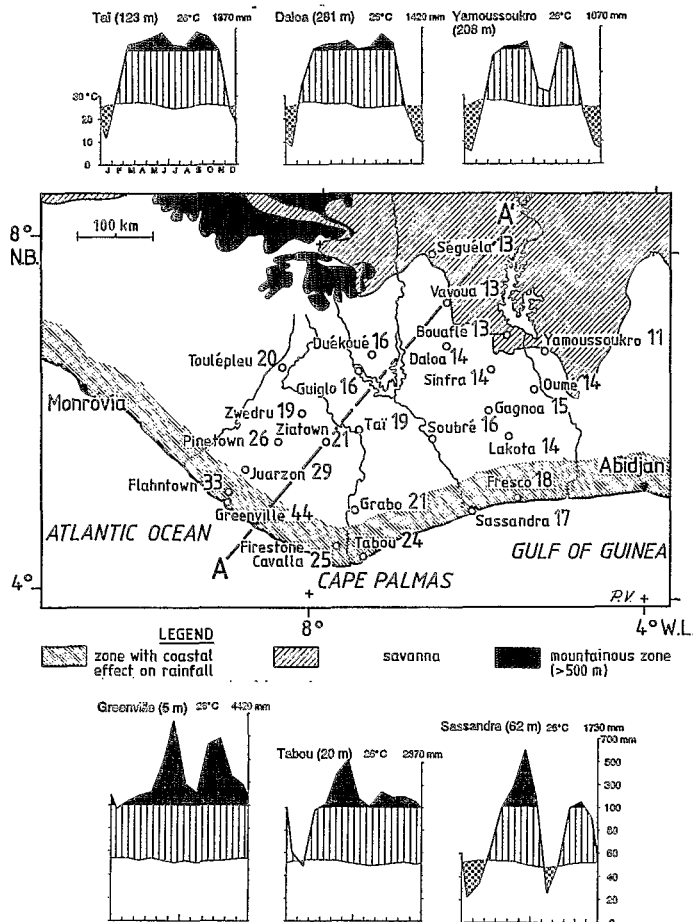 Taï (123 m) 26°C 1870 mm
Daloa (281 m) 25°C 1420 mm
Yamoussoukro (208 m) 26°C 1070 mm
30°C
20
10
0
J F M A M J J A S O N D
8°
N.B.
100 km
A'
Séguéla 13
Vavoua 13
Bouaflé 13
Duékoué 16
Yamoussoukro 11
Daloa 14
Toulépleu 20
Sinfra 14
Guiglo 16
Oumé 14
Monrovia
Zwedru 19
Gagnoa 15
Ziatown 21
Taï 19
Soubré 16
Pinetown 26
Lakota 14
Juarzon 29
Abidjan
Flahntown 33
Fresco 18
Greenville 44
Grabo 21
Sassandra 17
ATLANTIC OCEAN
Firestone Cavalla 25
Tabou 24
GULF OF GUINEA
A
4°
CAPE PALMAS
P.V.
8°
4° W.L.
LEGEND
zone with coastal effect on rainfall
savanna
mountainous zone (>500 m)
Greenville (5 m) 26°C 4420 mm
Tabou (20 m) 26°C 2370 mm
Sassandra (62 m) 26°C 1730 mm
700 mm
500
300
100
80
60
40
20
0